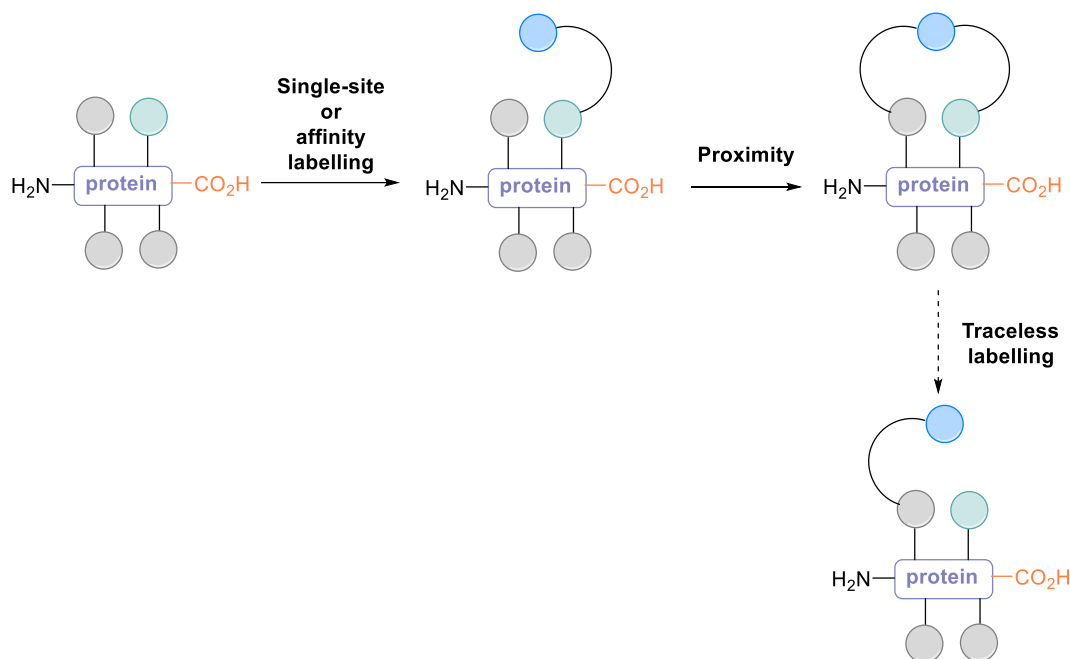 Single-site
or
affinity
labelling
H₂N
protein
CO₂H
H₂N
protein
CO₂H
Proximity
H₂N
protein
CO₂H
Traceless
labelling
H₂N
protein
CO₂H